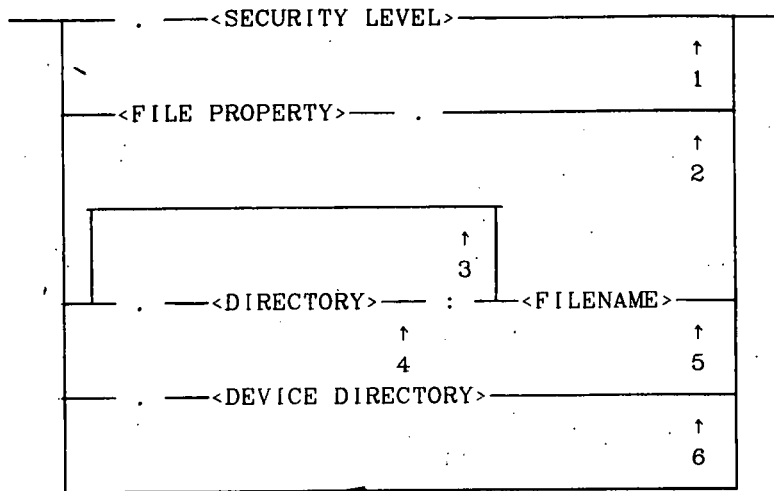 . <SECURITY LEVEL>
↑
1
<FILE PROPERTY> .
↑
2
↑
3
. <DIRECTORY> : <FILENAME>
↑ ↑
4 5
. <DEVICE DIRECTORY>
↑
6